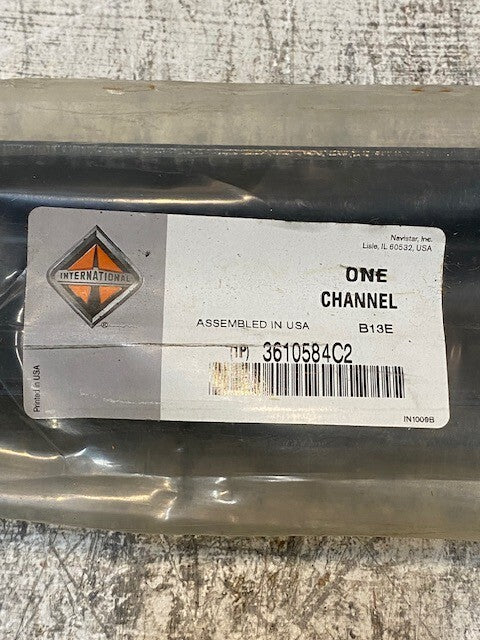 Navistar, Inc.
Lisle, IL 60532, USA
INTERNATIONAL
®
ONE
CHANNEL
ASSEMBLED IN USA B13E
(1P) 3610584C2
Printed in USA
IN1009B